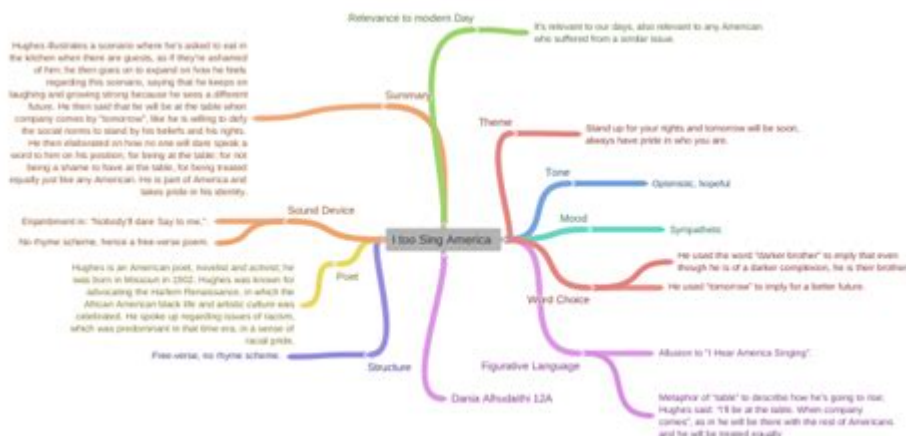 Relevance to modern Day
It's relevant to our days, also relevant to any American
who suffered from a similar issue.
Summary
Hughes illustrates a scenario where he's asked to eat in
the kitchen when there are guests, as if they're ashamed
of him, he then goes on to expand on how he feels
regarding this scenario, saying that he keeps on
laughing and growing strong because he sees a different
future. He then said that he will be at the table when
company comes by "tomorrow", like he is willing to defy
the social norms to stand by his beliefs and his rights.
He then elaborated on how no one will dare speak a
word to him on his position, for being at the table; for not
being a shame to have at the table, for being treated
equally just like any American. He is part of America and
takes pride in his identity.
Theme
Stand up for your rights and tomorrow will be soon,
always have pride in who you are.
Tone
Optimistic, hopeful
Mood
Sympathetic
Sound Device
Enjambment in: "Nobody'll dare Say to me,"
No rhyme scheme, hence a free-verse poem.
I too Sing America
Word Choice
He used the word "darker brother" to imply that even
though he is of a darker complexion, he is their brother
He used "tomorrow" to imply for a better future.
Poet
Hughes is an American poet, novelist and activist; he
was born in Missouri in 1902. Hughes was known for
advocating the Harlem Renaissance, in which the
African American black life and artistic culture was
celebrated. He spoke up regarding issues of racism,
which was predominant in that time era, in a sense of
racial pride.
Structure
Free-verse, no rhyme scheme.
Figurative Language
Allusion to "I Hear America Singing".
Metaphor of "table" to describe how he's going to rise;
Hughes said: "I'll be at the table. When company
comes", as in he will be there with the rest of Americans
and he will be treated equally.
Dania Alhudaithi 12A